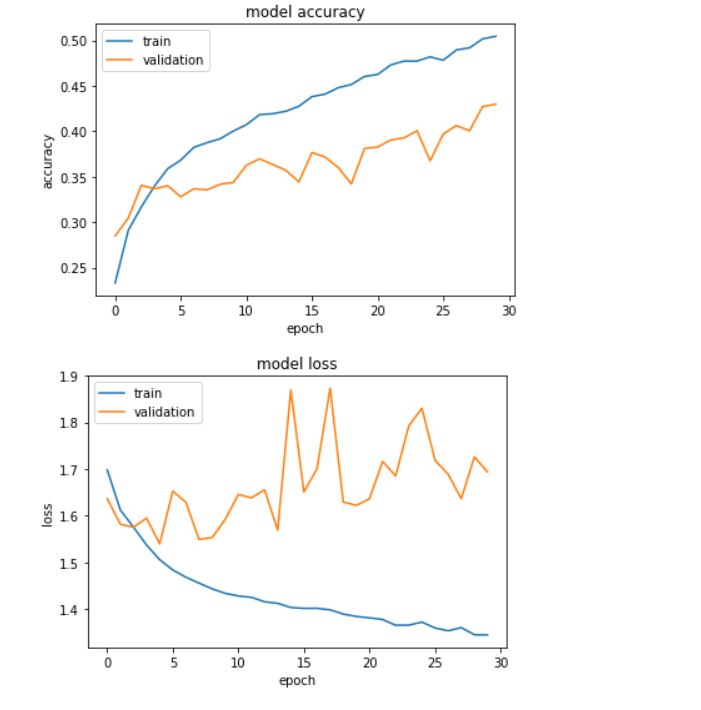 model accuracy
train
validation
0.50
0.45
0.40
0.35
0.30
0.25
accuracy
0 5 10 15 20 25 30
epoch
model loss
train
validation
1.9
1.8
1.7
1.6
1.5
1.4
loss
0 5 10 15 20 25 30
epoch